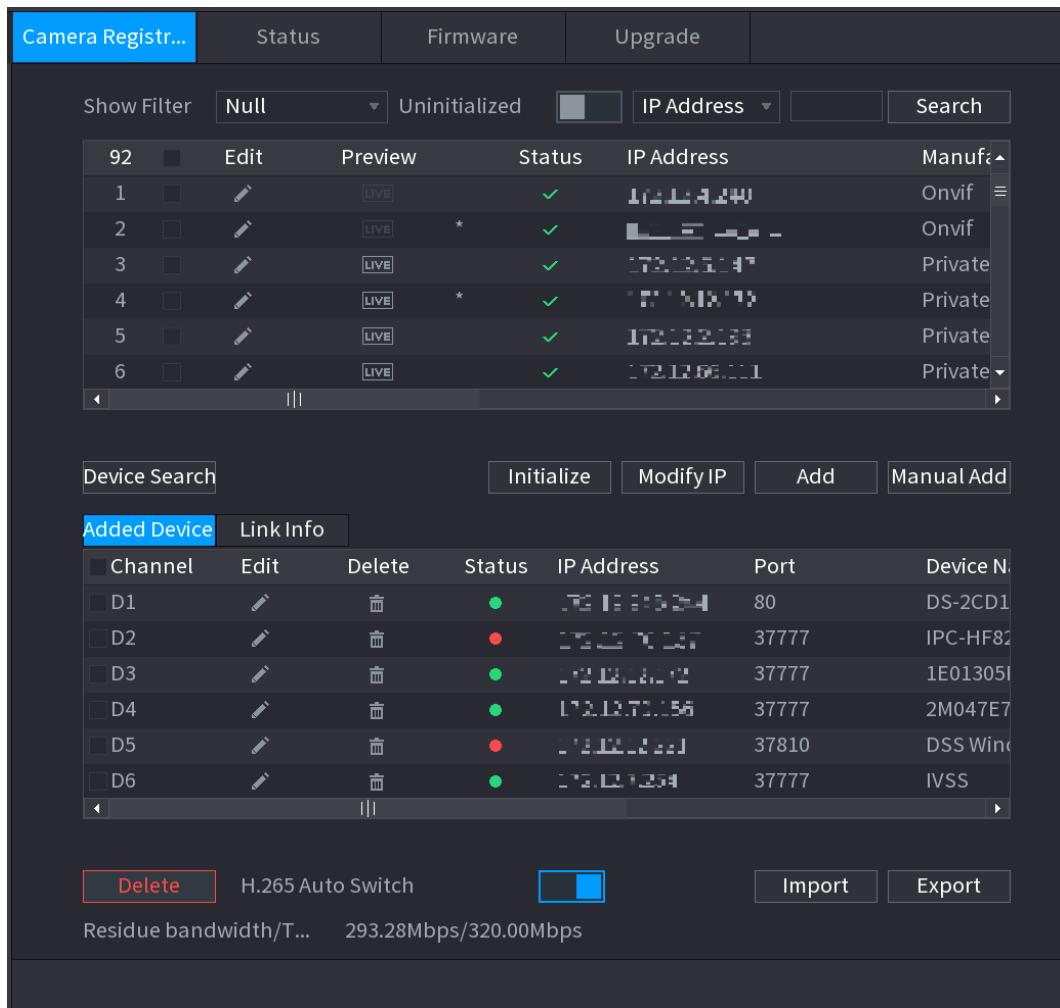 Camera Registr... Status Firmware Upgrade
Show Filter Null Uninitialized IP Address Search
92 Edit Preview Status IP Address Manufa
1 LIVE Onvif
2 LIVE * Onvif
3 LIVE Private
4 LIVE * Private
5 LIVE Private
6 LIVE Private
Device Search Initialize Modify IP Add Manual Add
Added Device Link Info
Channel Edit Delete Status IP Address Port Device Na
D1 80 DS-2CD1
D2 37777 IPC-HF82
D3 37777 1E01305
D4 37777 2M047E7
D5 37810 DSS Wind
D6 37777 IVSS
Delete H.265 Auto Switch Import Export
Residue bandwidth/T... 293.28Mbps/320.00Mbps